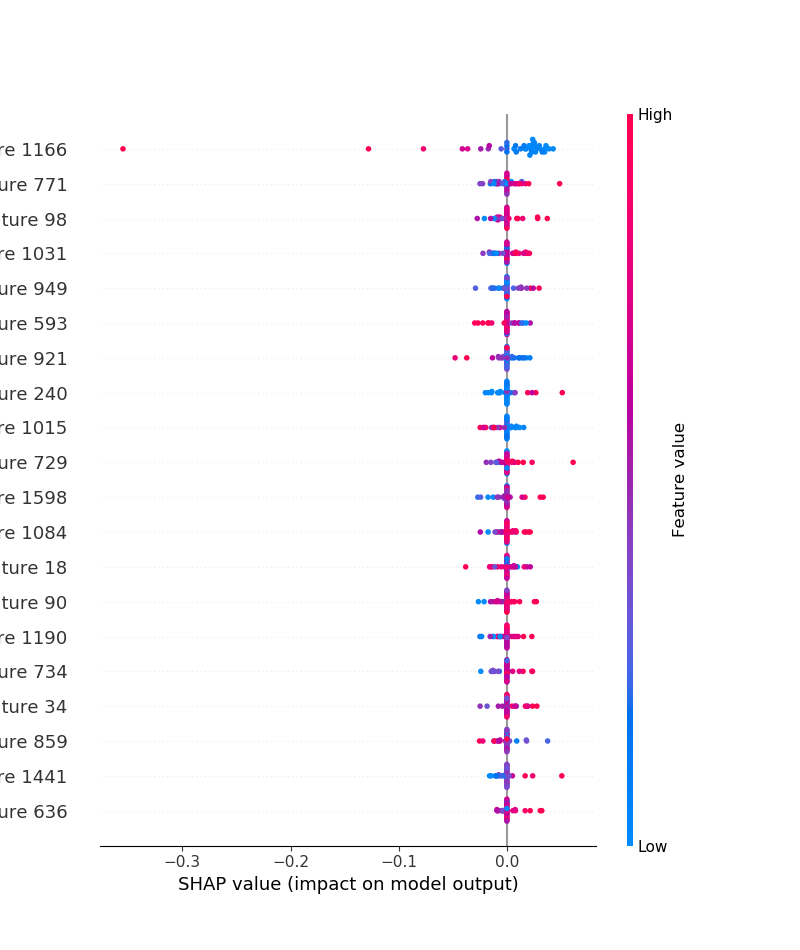 High
re 1166
ure 771
ture 98
re 1031
ure 949
ure 593
ure 921
ure 240
re 1015
ure 729
re 1598
re 1084
ture 18
ture 90
re 1190
ure 734
ture 34
ure 859
re 1441
ure 636
Feature value
Low
−0.3 −0.2 −0.1 0.0
SHAP value (impact on model output)